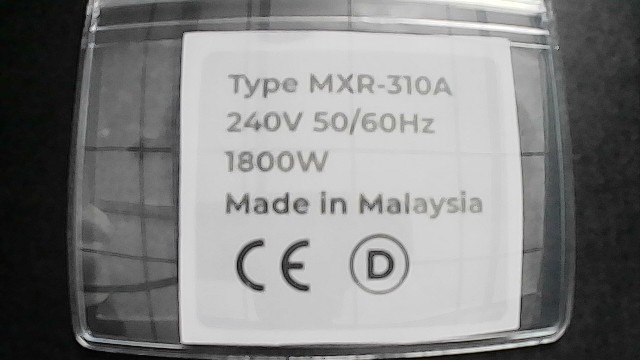 Type MXR-310A
240V 50/60Hz
1800W
Made in Malaysia
CE D